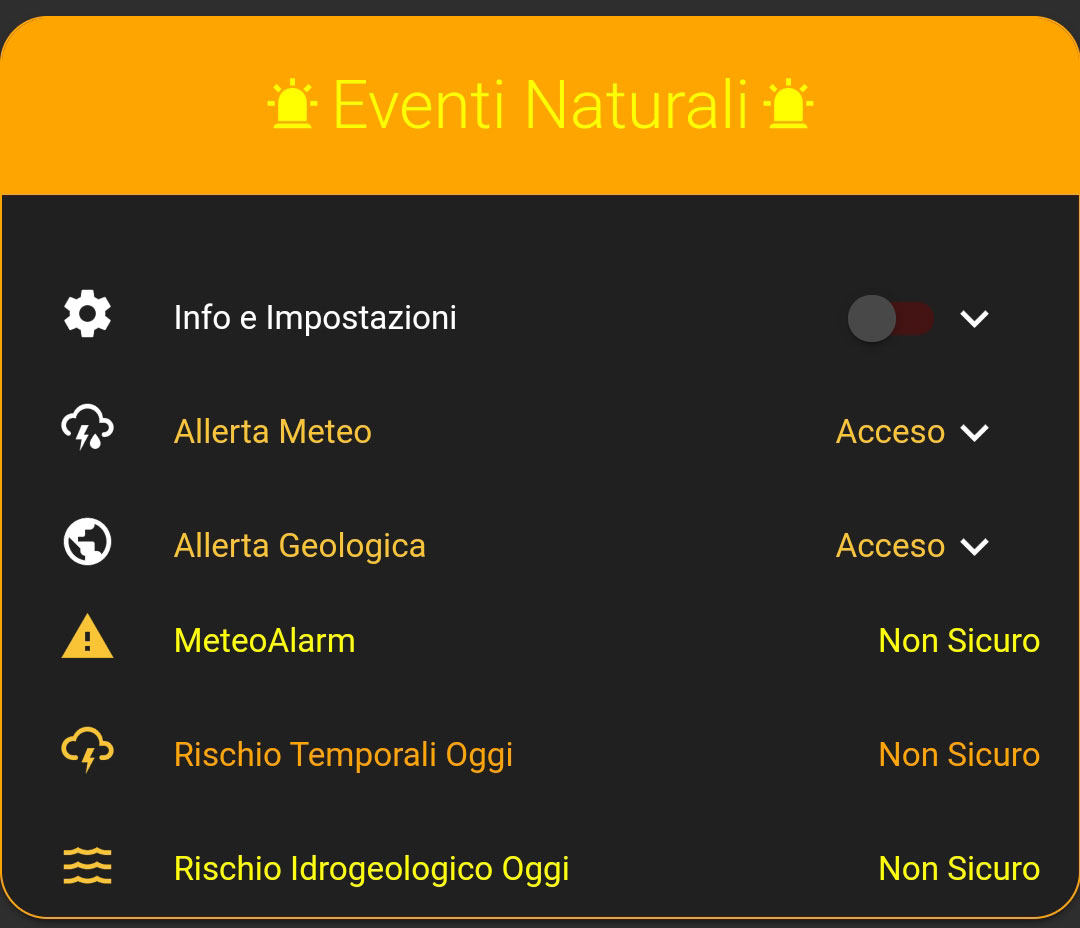 Eventi Naturali
Info e Impostazioni
Allerta Meteo Acceso
Allerta Geologica Acceso
MeteoAlarm Non Sicuro
Rischio Temporali Oggi Non Sicuro
Rischio Idrogeologico Oggi Non Sicuro